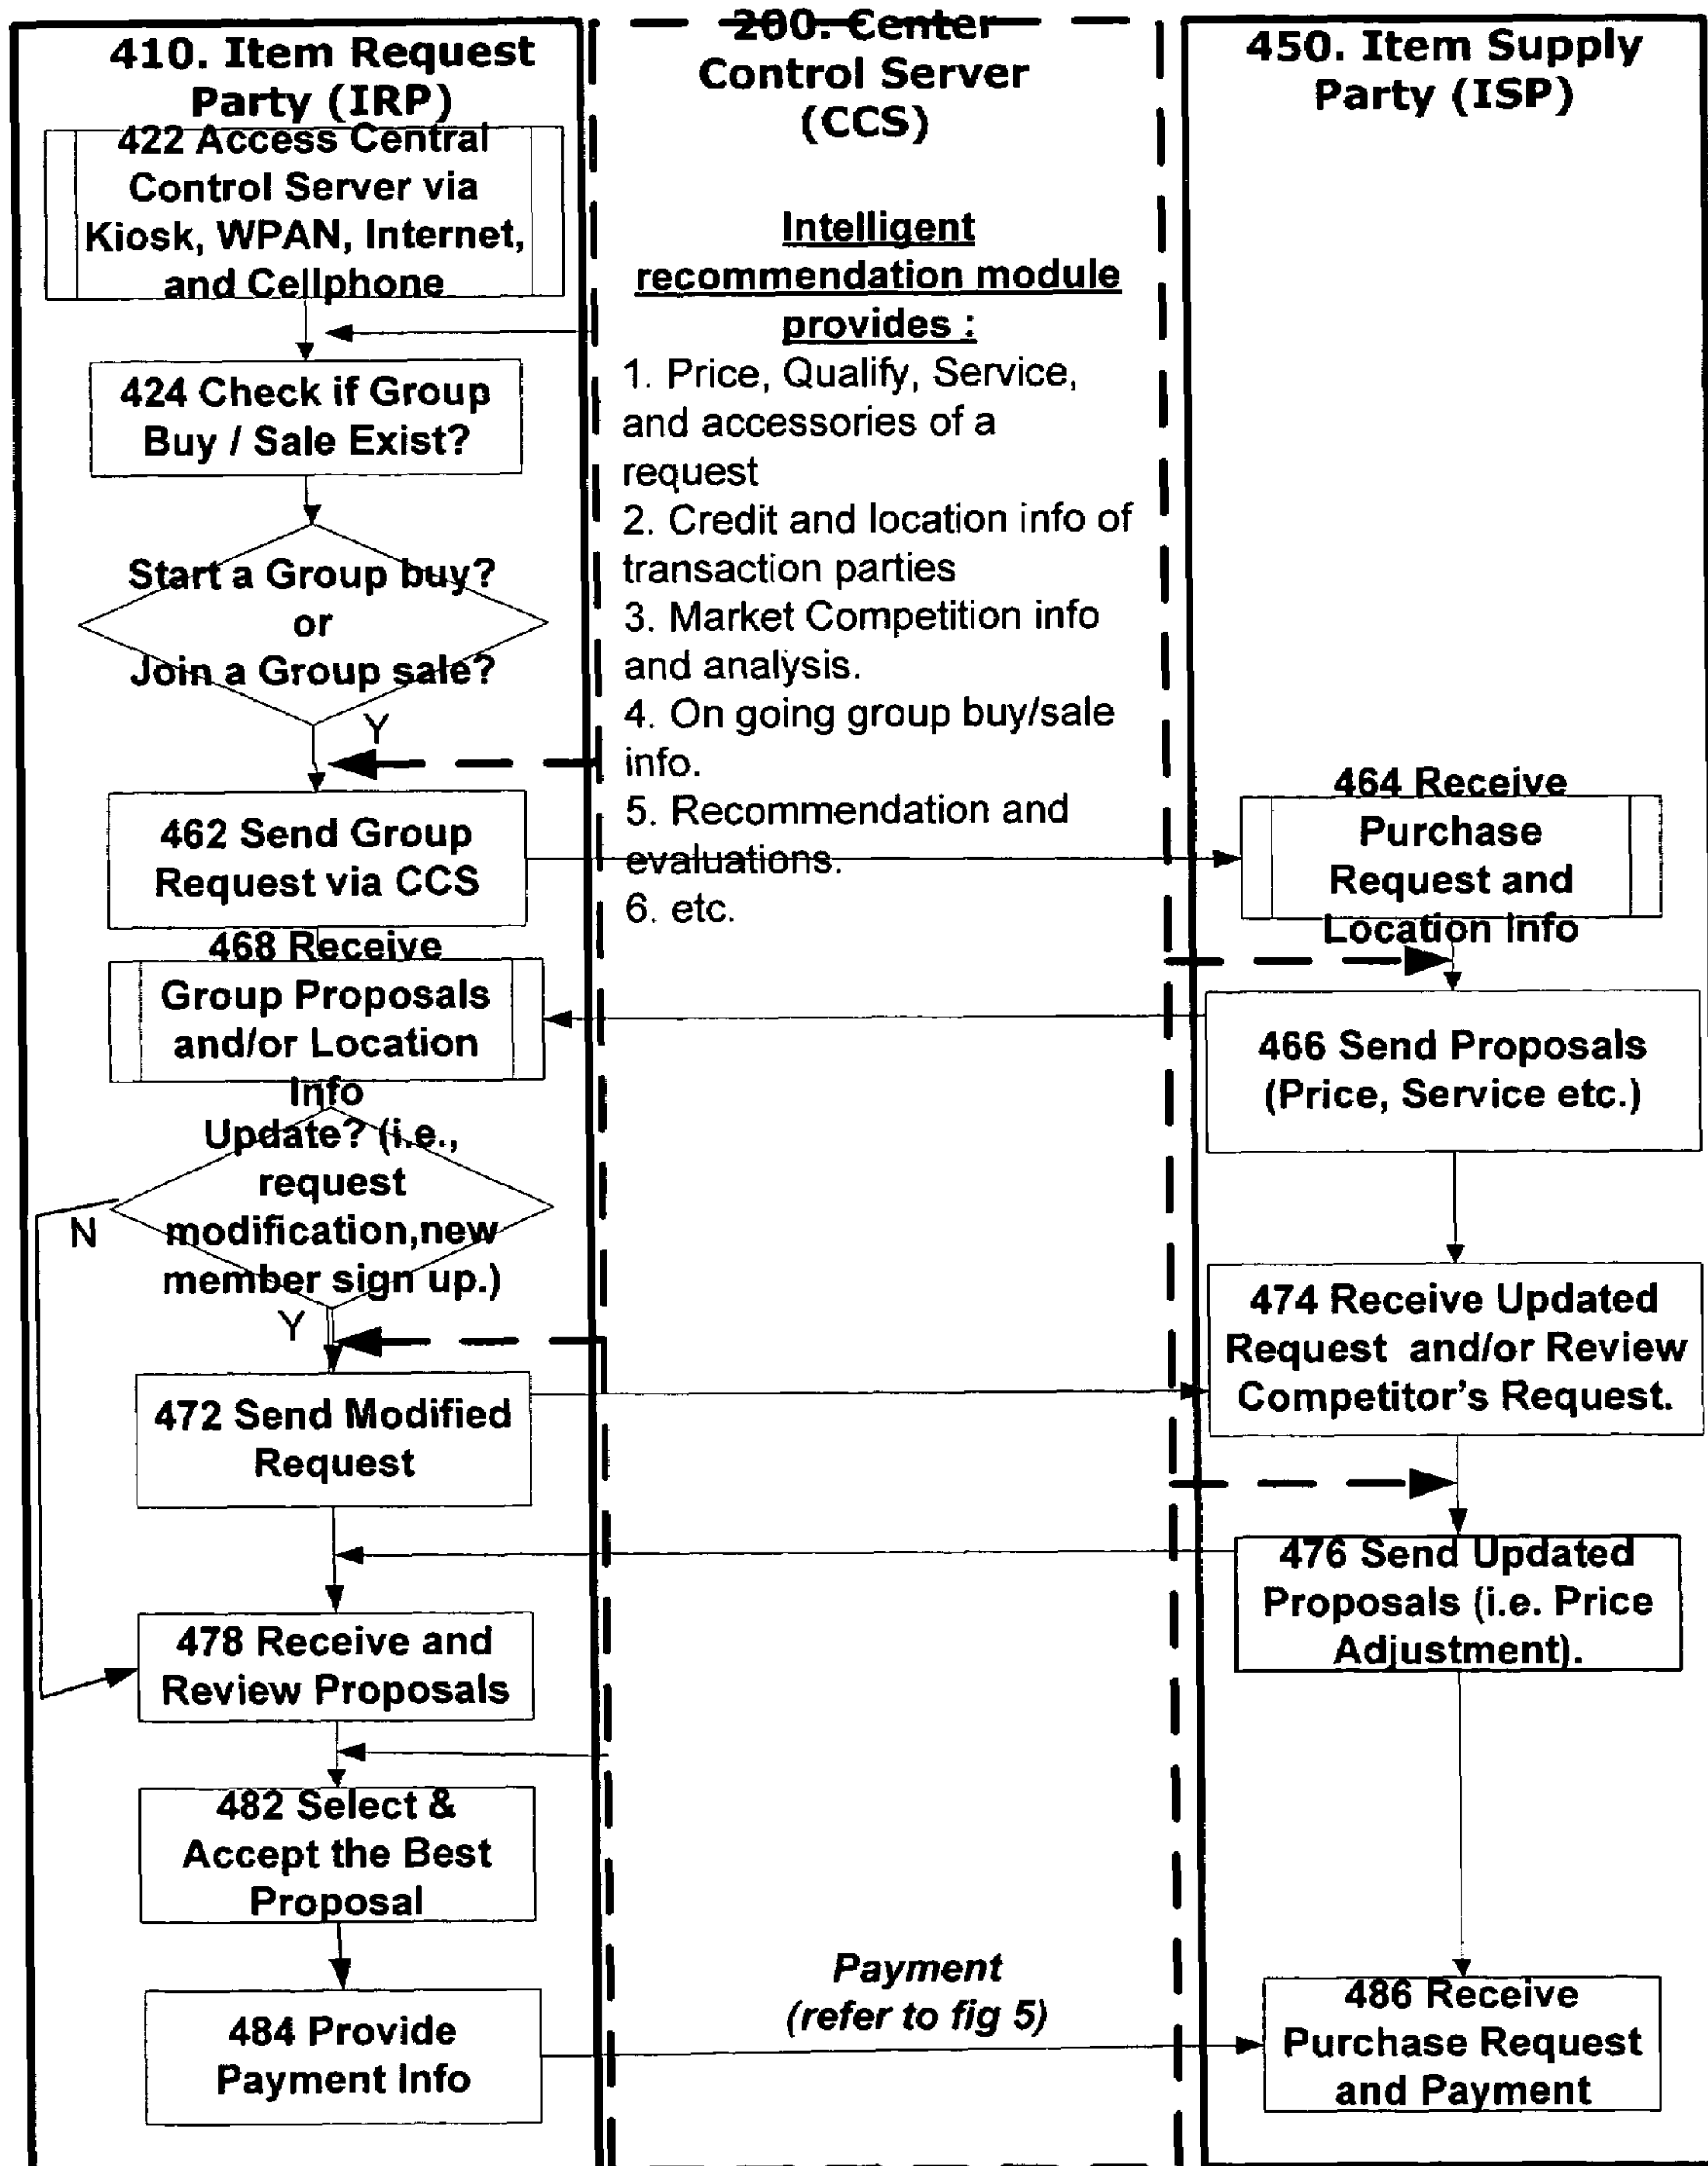 410. Item Request
Party (IRP)
422 Access Central
Control Server via
Kiosk, WPAN, Internet,
and Cellphone
424 Check if Group
Buy / Sale Exist?
Start a Group buy?
or
Join a Group sale?
Y
462 Send Group
Request via CCS
468 Receive
Group Proposals
and/or Location
Info
Update? (i.e.,
request
modification,new
member sign up.)
N
Y
472 Send Modified
Request
478 Receive and
Review Proposals
482 Select &
Accept the Best
Proposal
484 Provide
Payment Info
200. Center
Control Server
(CCS)
Intelligent
recommendation module
provides :
1. Price, Qualify, Service,
and accessories of a
request
2. Credit and location info of
transaction parties
3. Market Competition info
and analysis.
4. On going group buy/sale
info.
5. Recommendation and
evaluations.
6. etc.
Payment
(refer to fig 5)
450. Item Supply
Party (ISP)
464 Receive
Purchase
Request and
Location Info
466 Send Proposals
(Price, Service etc.)
474 Receive Updated
Request and/or Review
Competitor's Request.
476 Send Updated
Proposals (i.e. Price
Adjustment).
486 Receive
Purchase Request
and Payment